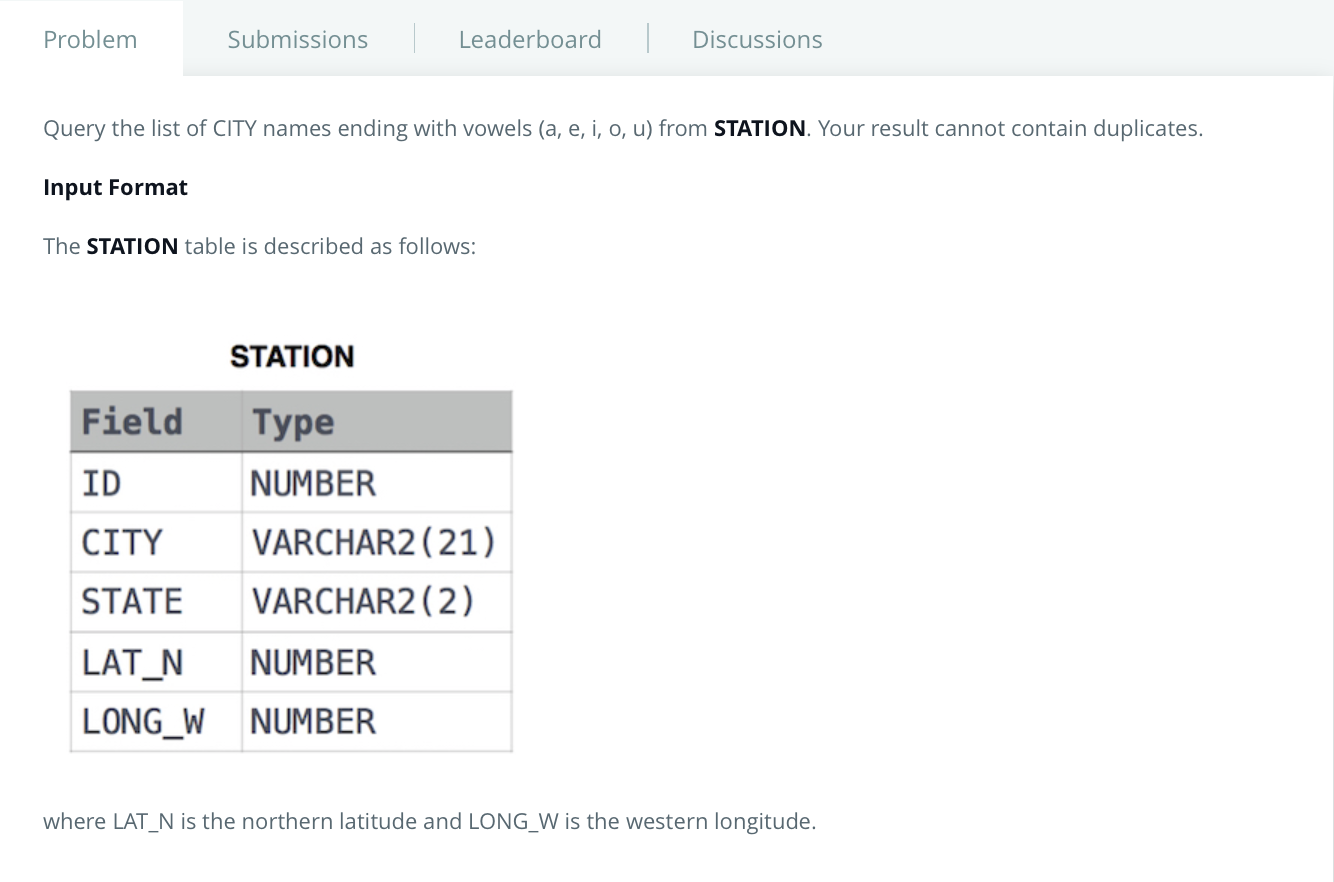 Problem Submissions Leaderboard Discussions
Query the list of CITY names ending with vowels (a, e, i, o, u) from STATION. Your result cannot contain duplicates.
Input Format
The STATION table is described as follows:
STATION
Field Type
ID NUMBER
CITY VARCHAR2(21)
STATE VARCHAR2(2)
LAT_N NUMBER
LONG_W NUMBER
where LAT_N is the northern latitude and LONG_W is the western longitude.